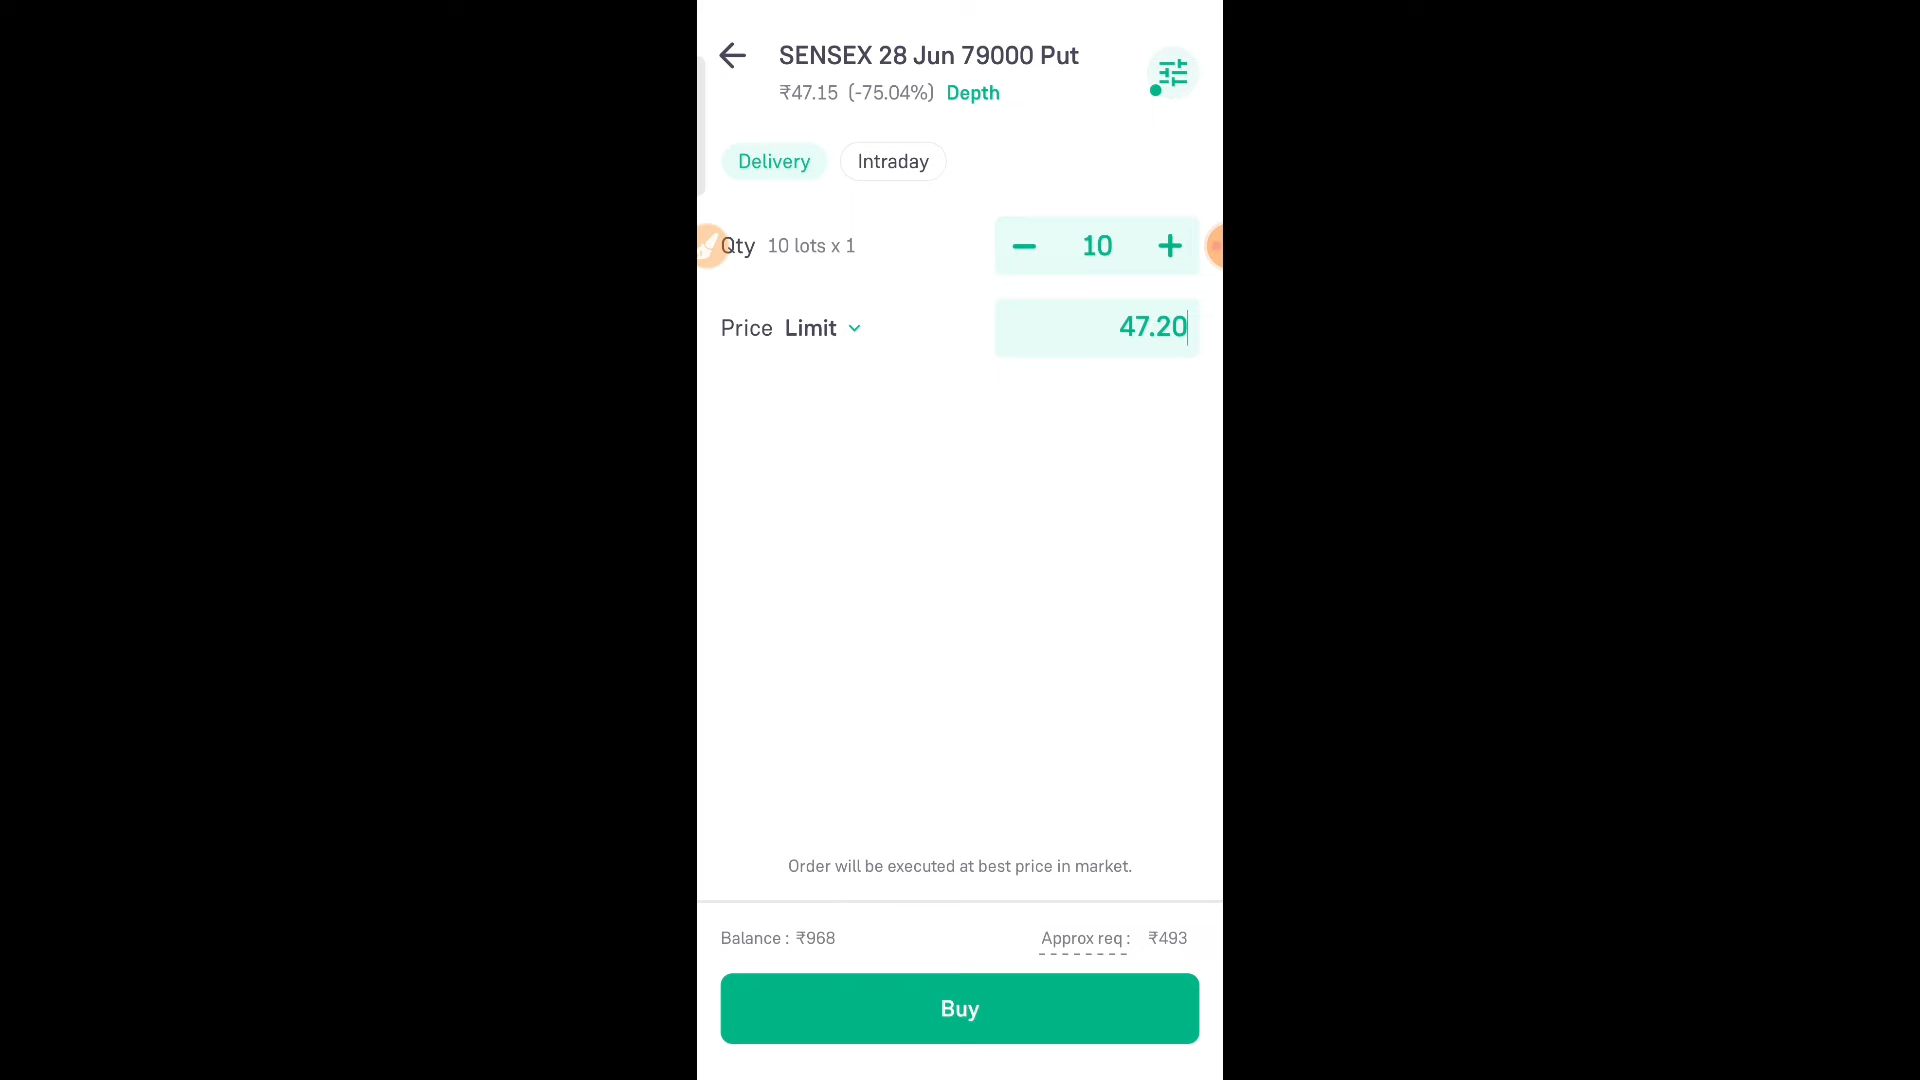 SENSEX 28 Jun 79000 Put
₹47.15 (-75.04%) Depth
Delivery Intraday
Qty 10 lots x 1 10
Price Limit 47.20
Order will be executed at best price in market.
Balance : ₹968 Approx req : ₹493
Buy